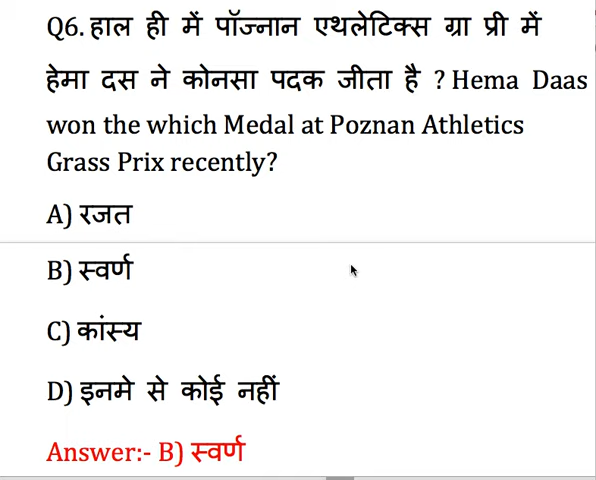 Q6. हाल ही में पॉज्नान एथलेटिक्स ग्रा प्री में
हेमा दस ने कोनसा पदक जीता है ? Hema Daas
won the which Medal at Poznan Athletics
Grass Prix recently?
A) रजत
B) स्वर्ण
C) कांस्य
D) इनमे से कोई नहीं
Answer:- B) स्वर्ण